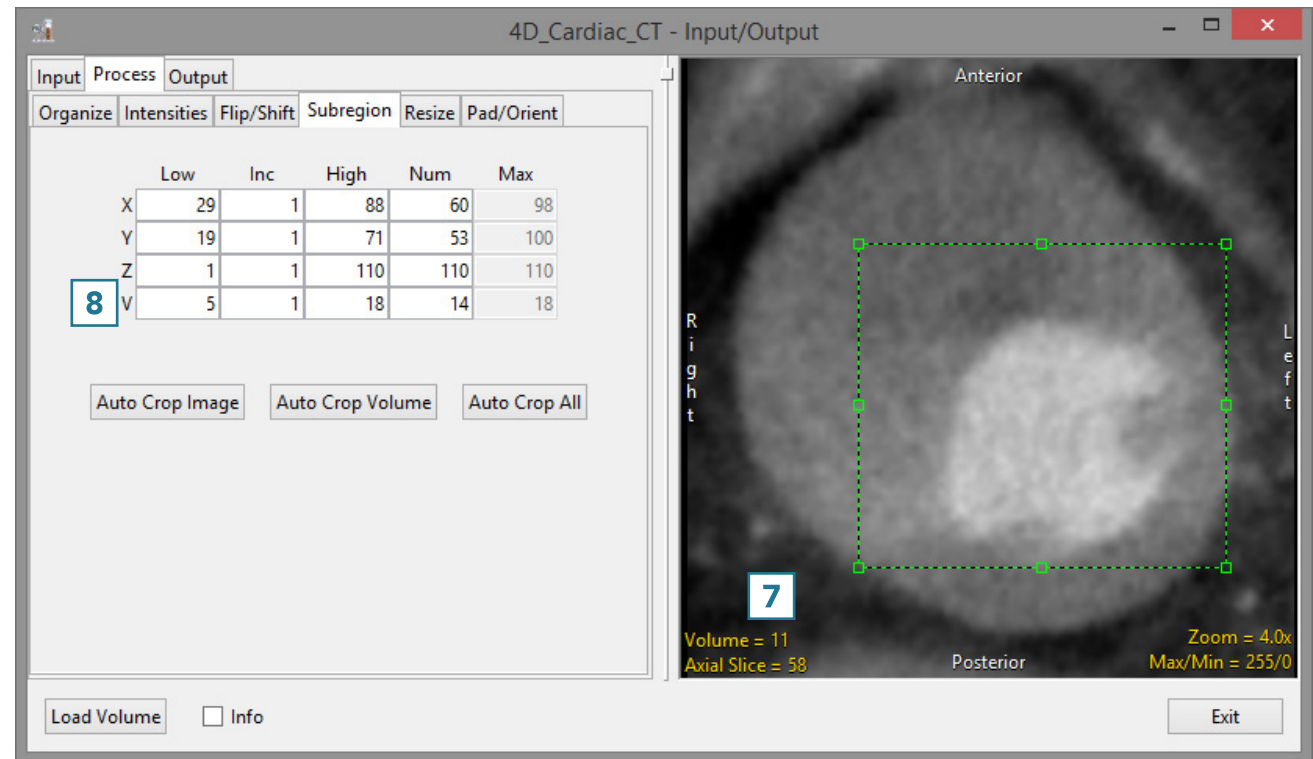 4D_Cardiac_CT - Input/Output
Input Process Output
Organize Intensities Flip/Shift Subregion Resize Pad/Orient
Low Inc High Num Max
X 29 1 88 60 98
Y 19 1 71 53 100
Z 1 1 110 110 110
8 V 5 1 18 14 18
Auto Crop Image Auto Crop Volume Auto Crop All
Anterior
Right
Left
7
Volume = 11
Axial Slice = 58
Posterior
Zoom = 4.0x
Max/Min = 255/0
Load Volume Info Exit